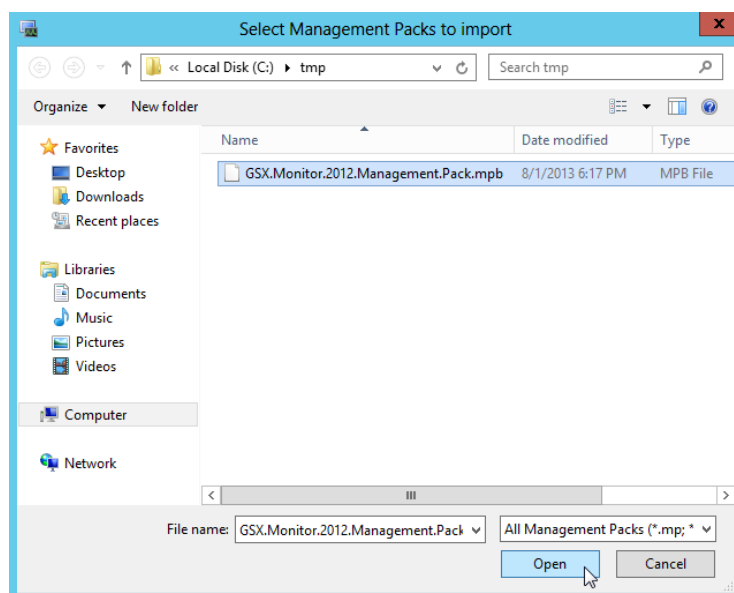 Select Management Packs to import
x
« Local Disk (C:) tmp
Search tmp
Organize New folder
Name Date modified Type
GSX.Monitor.2012.Management.Pack.mpb 8/1/2013 6:17 PM MPB File
Favorites
Desktop
Downloads
Recent places
Libraries
Documents
Music
Pictures
Videos
Computer
Network
File name: GSX.Monitor.2012.Management.Pack All Management Packs (*.mp; *
Open Cancel